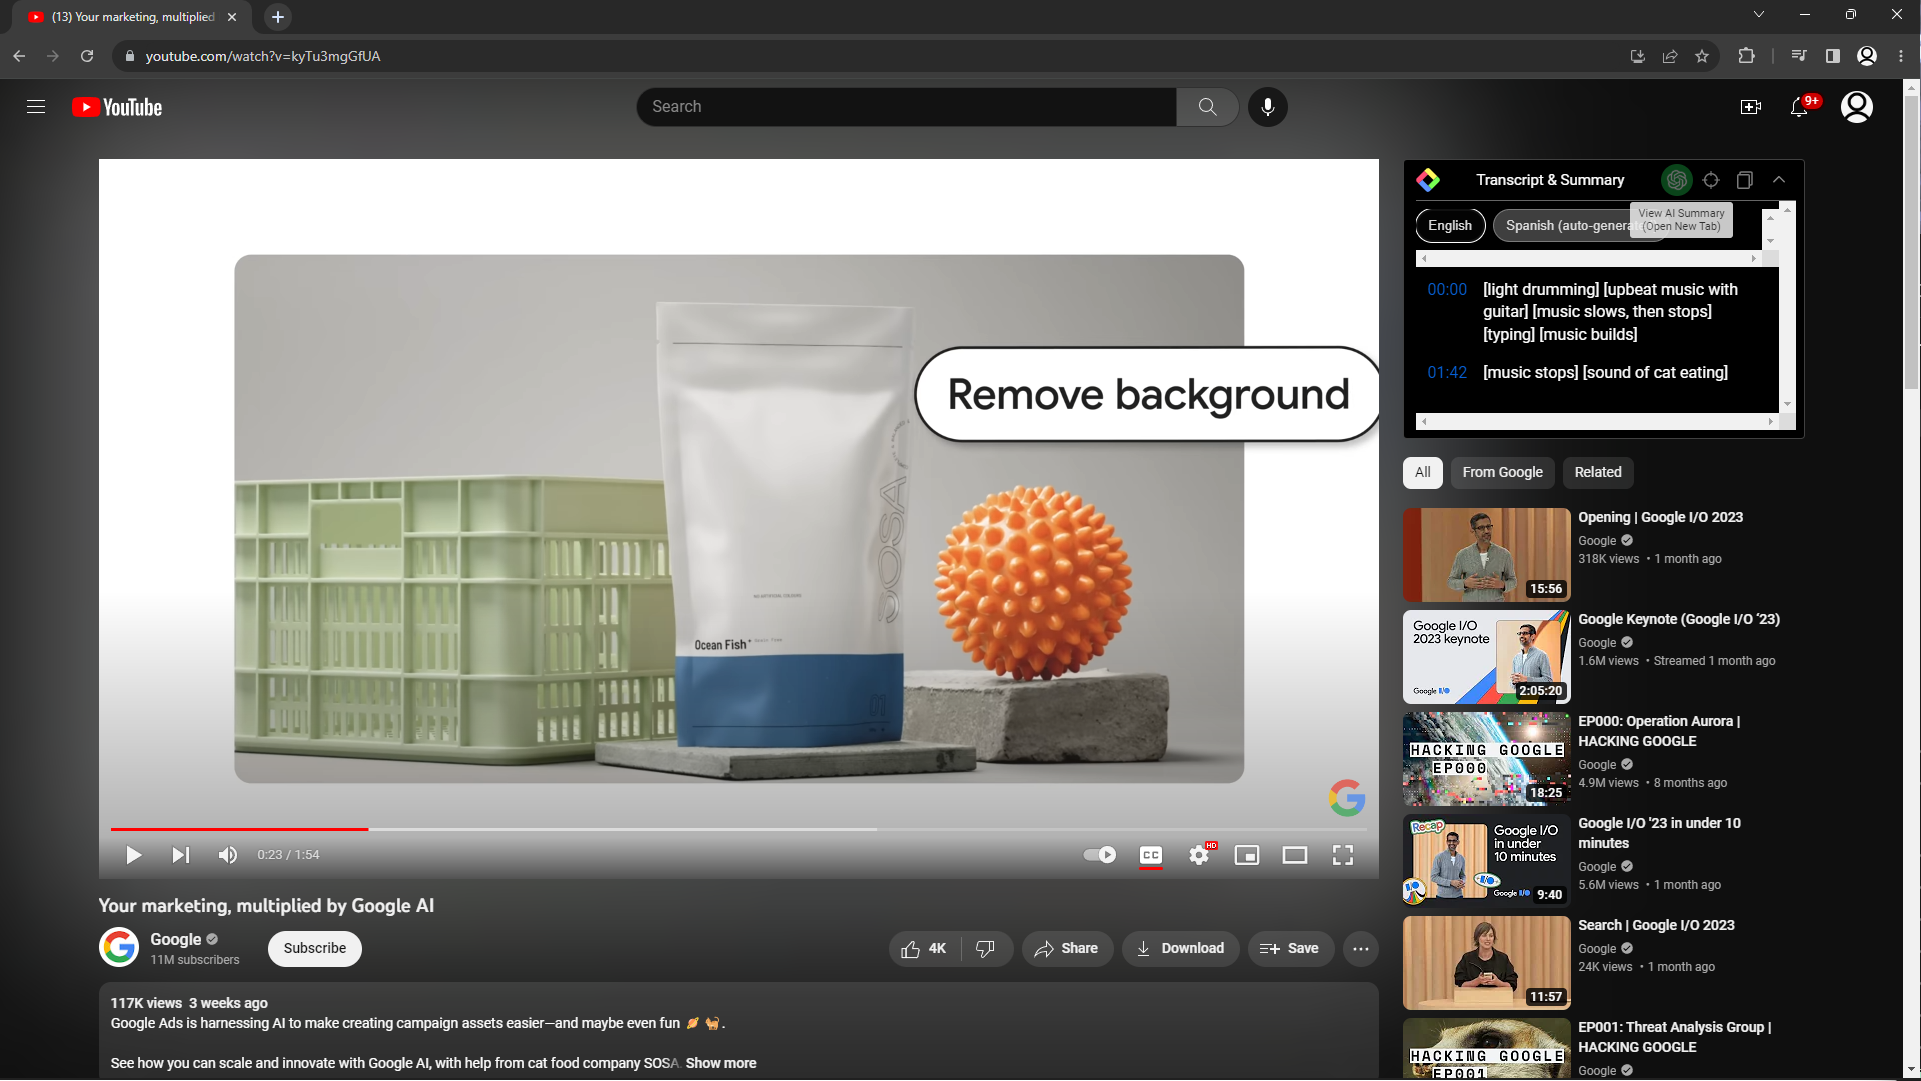 (13) Your marketing, multiplied
youtube.com/watch?v=kyTu3mgGfUA
YouTube
Search
9+
Transcript & Summary
View AI Summary
(Open New Tab)
English
Spanish (auto-genera
00:00 [light drumming] [upbeat music with
guitar] [music slows, then stops]
[typing] [music builds]
01:42 [music stops] [sound of cat eating]
Remove background
SOSA
Ocean Fish
01
0:23 / 1:54
CC
HD
Your marketing, multiplied by Google AI
Google
11M subscribers
Subscribe
4K
Share
Download
Save
117K views 3 weeks ago
Google Ads is harnessing AI to make creating campaign assets easier—and maybe even fun 🪐 🐈.
See how you can scale and innovate with Google AI, with help from cat food company SOSA. Show more
All
From Google
Related
15:56
Opening | Google I/O 2023
Google
318K views • 1 month ago
Google I/O
2023 keynote
Google I/O
2:05:20
Google Keynote (Google I/O ‘23)
Google
1.6M views • Streamed 1 month ago
HACKING GOOGLE
EP000
18:25
EP000: Operation Aurora |
HACKING GOOGLE
Google
4.9M views • 8 months ago
Recap
Google I/O
in under
10 minutes
Google I/O
9:40
Google I/O '23 in under 10
minutes
Google
5.6M views • 1 month ago
11:57
Search | Google I/O 2023
Google
24K views • 1 month ago
HACKING GOOGLE
EP001
EP001: Threat Analysis Group |
HACKING GOOGLE
Google